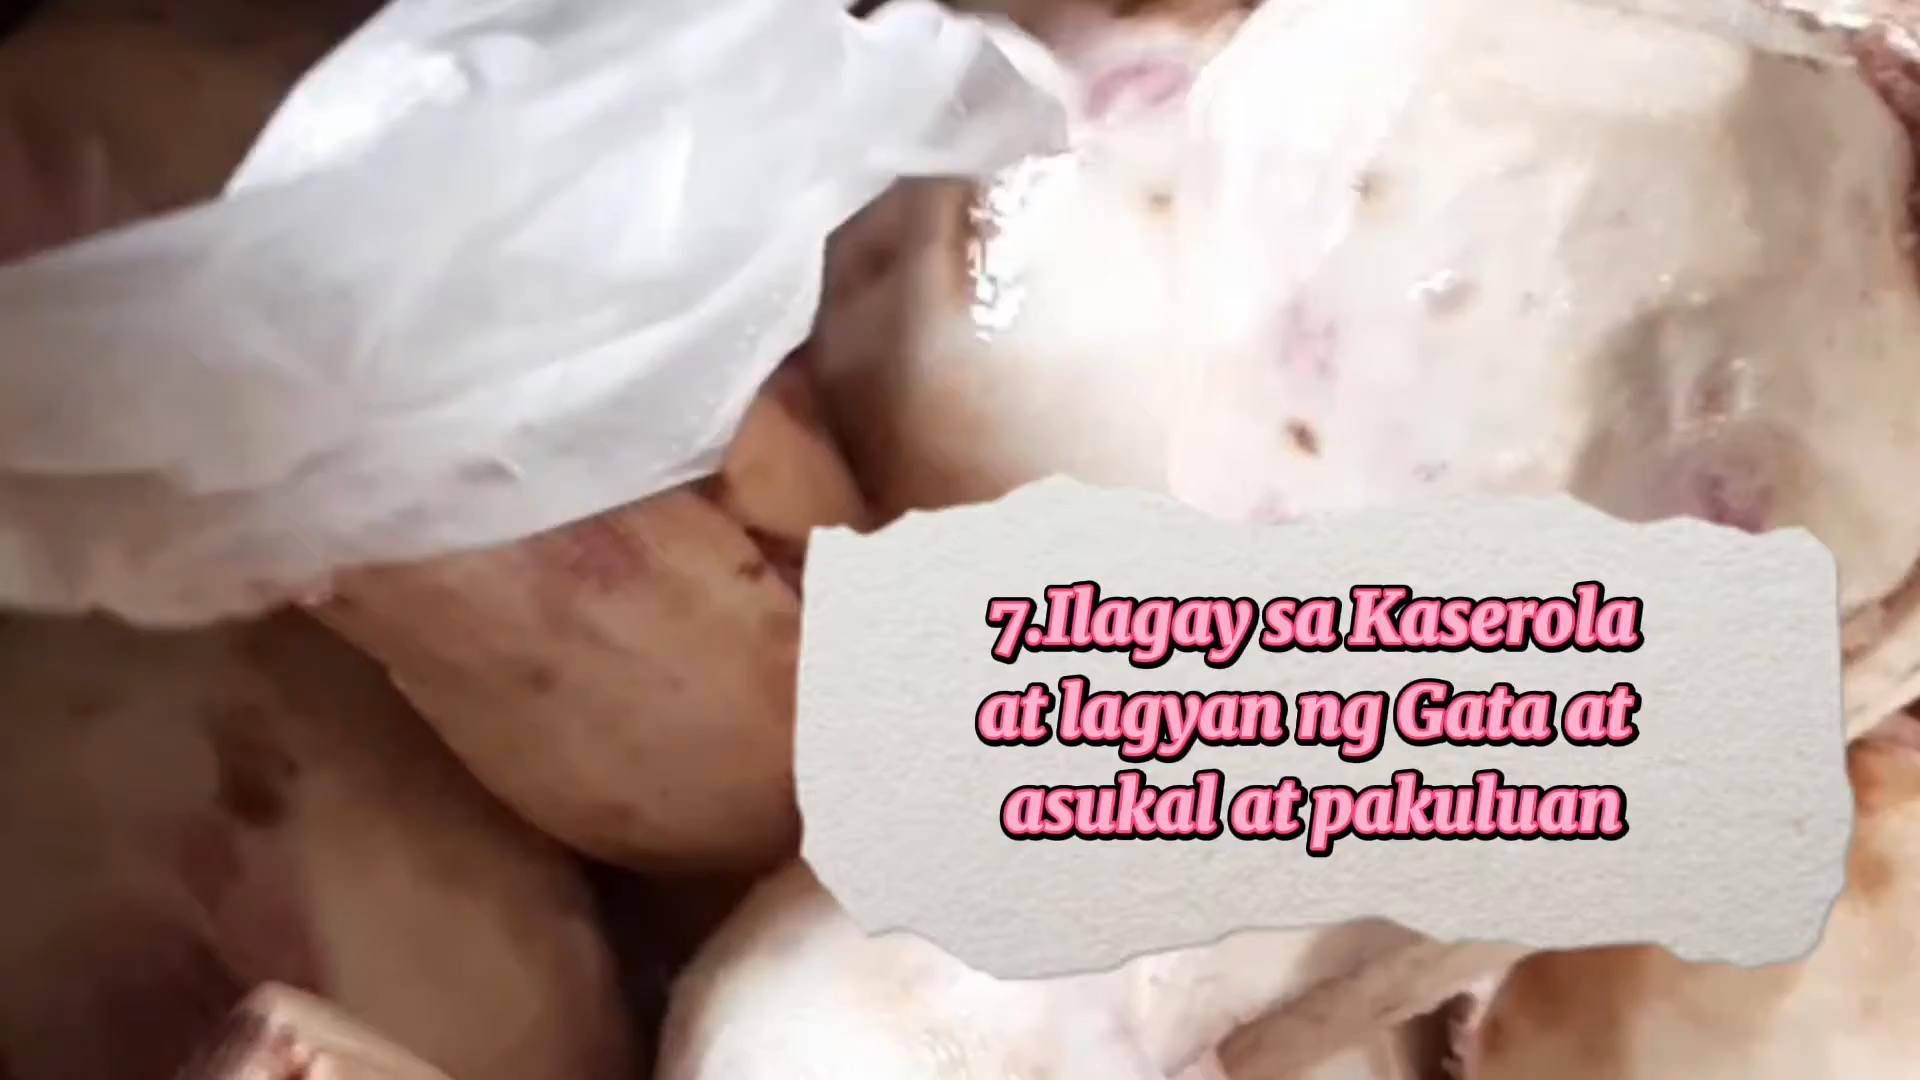 7.Ilagay sa Kaserola
at lagyan ng Gata at
asukal at pakuluan